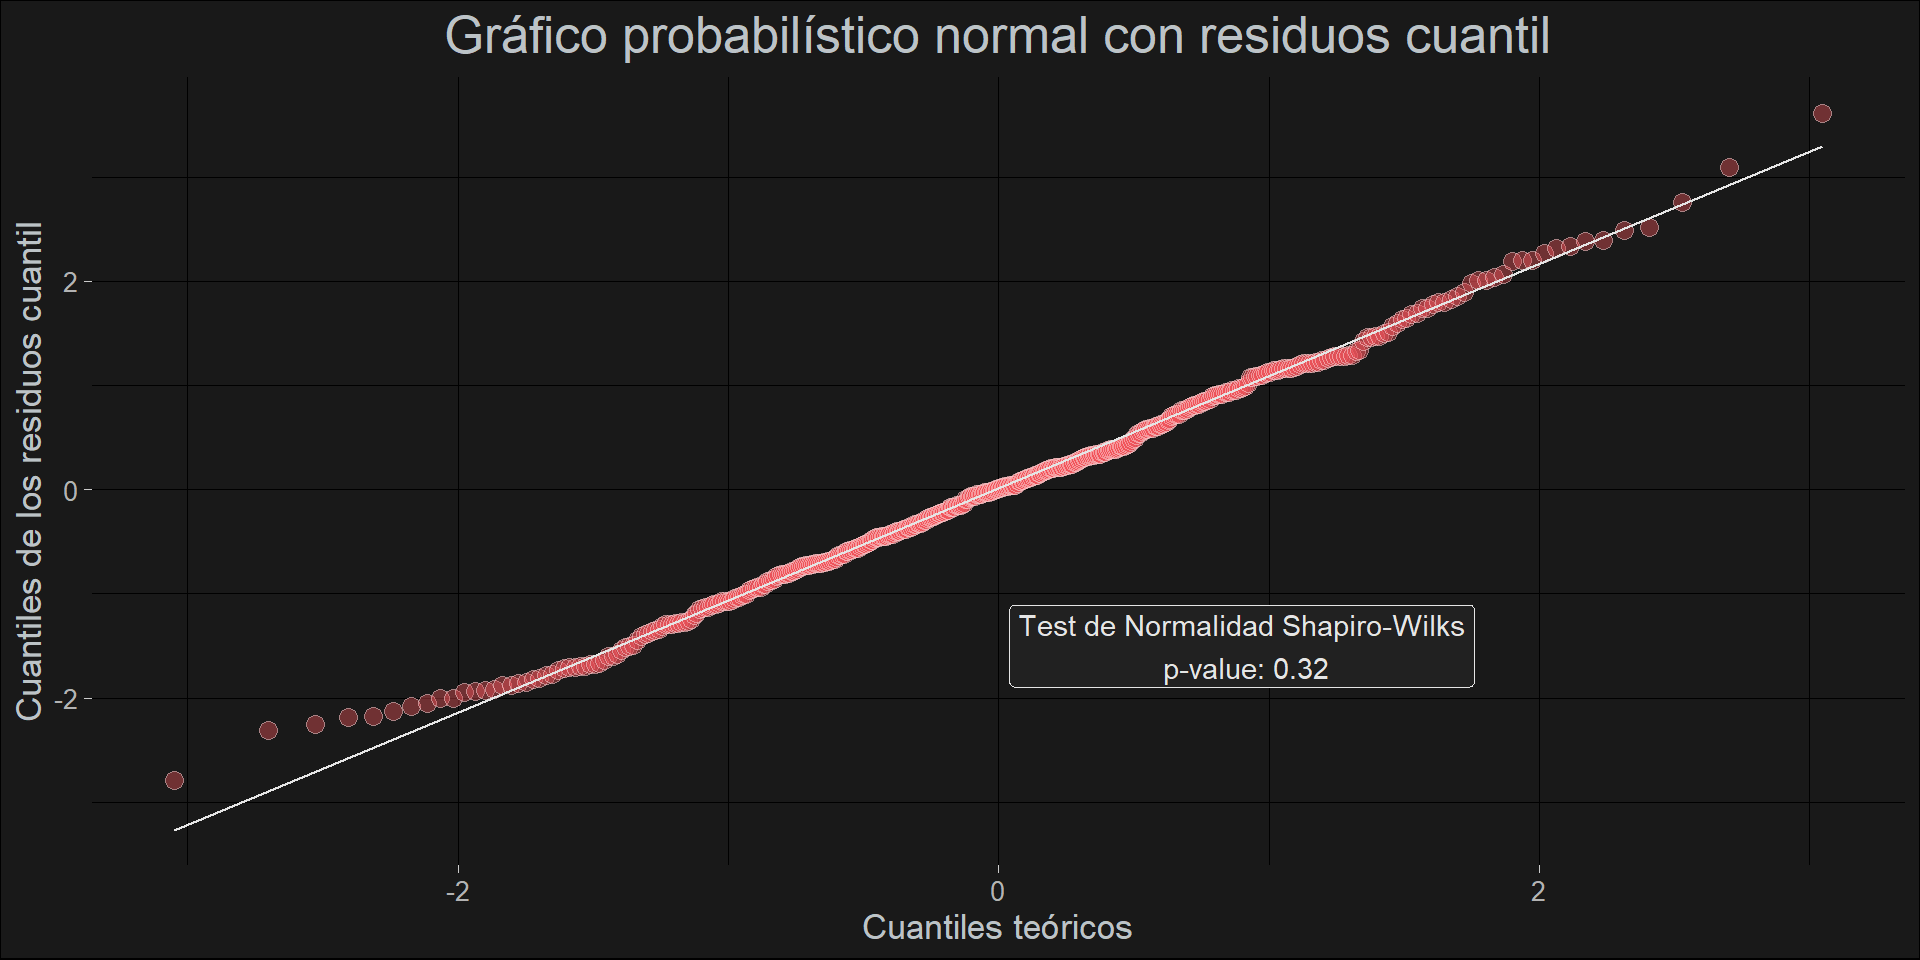 Gráfico probabilístico normal con residuos cuantil
Cuantiles de los residuos cuantil
2
0
-2
Test de Normalidad Shapiro-Wilks
p-value: 0.32
-2
0
2
Cuantiles teóricos